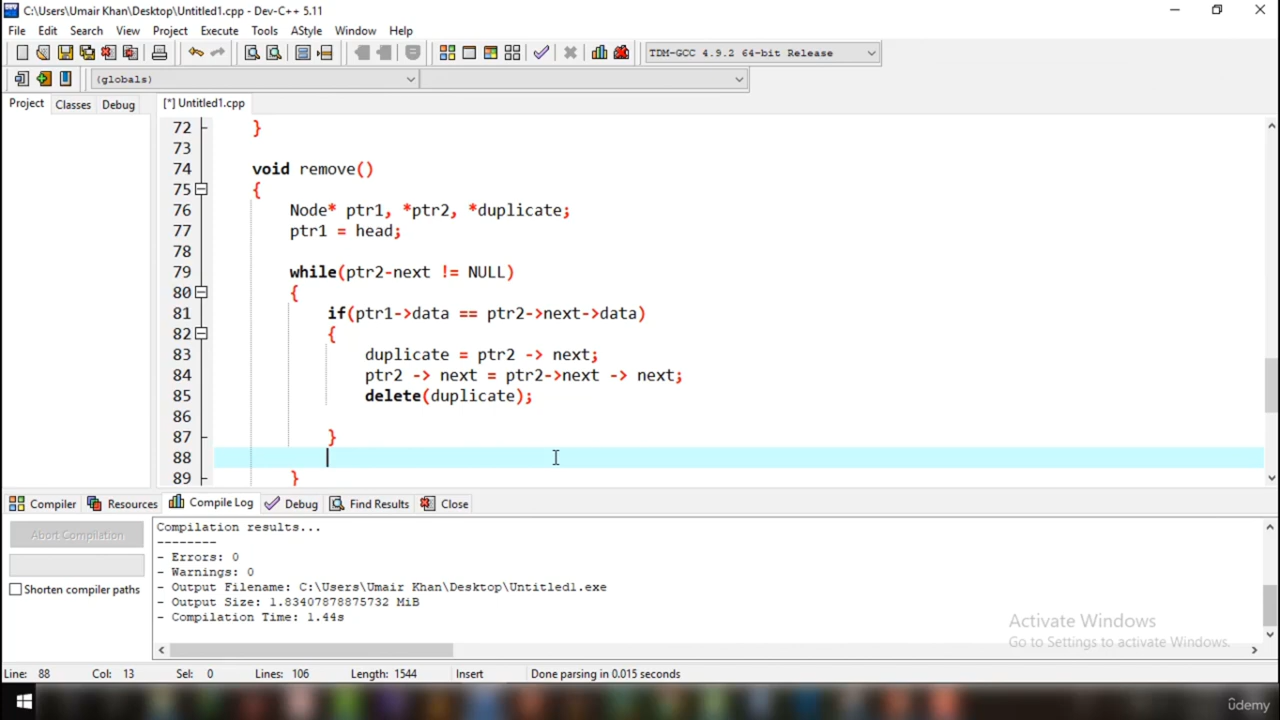 C:\Users\Umair Khan\Desktop\Untitled1.cpp - Dev-C++ 5.11
File Edit Search View Project Execute Tools AStyle Window Help
TDM-GCC 4.9.2 64-bit Release
(globals)
Project Classes Debug [*] Untitled1.cpp
72 }
73
74 void remove()
75 {
76 Node* ptr1, *ptr2, *duplicate;
77 ptr1 = head;
78
79 while(ptr2-next != NULL)
80 {
81 if(ptr1->data == ptr2->next->data)
82 {
83 duplicate = ptr2 -> next;
84 ptr2 -> next = ptr2->next -> next;
85 delete(duplicate);
86
87 }
88
89 }
Compiler Resources Compile Log Debug Find Results Close
Abort Compilation
Shorten compiler paths
Compilation results...
--------
- Errors: 0
- Warnings: 0
- Output Filename: C:\Users\Umair Khan\Desktop\Untitled1.exe
- Output Size: 1.83407878875732 MiB
- Compilation Time: 1.44s
Activate Windows
Go to Settings to activate Windows.
Line: 88 Col: 13 Sel: 0 Lines: 106 Length: 1544 Insert Done parsing in 0.015 seconds
ûdemy